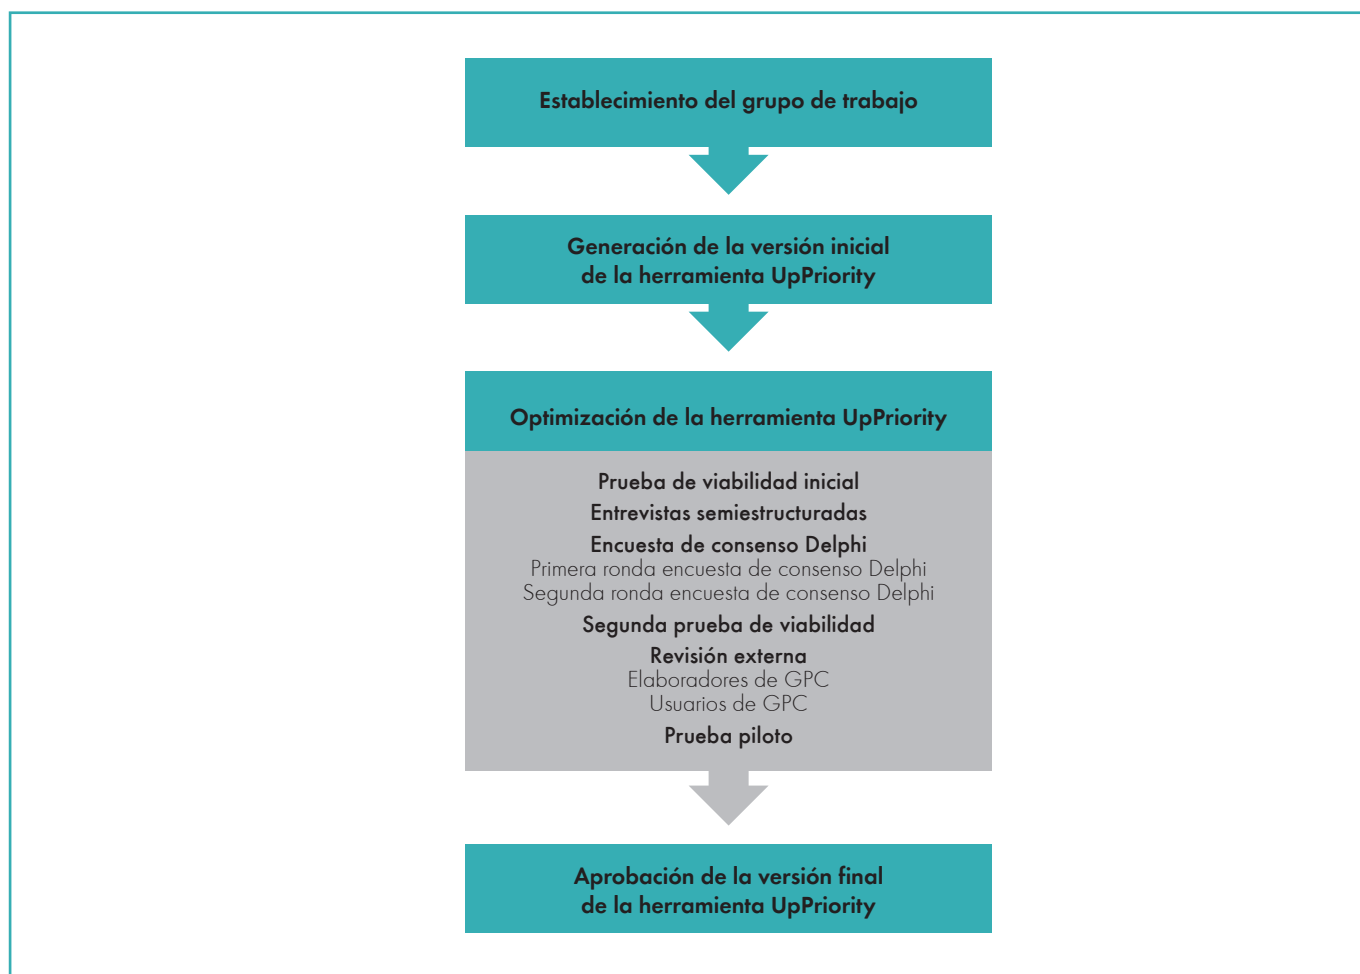 Establecimiento del grupo de trabajo
Generación de la versión inicial
de la herramienta UpPriority
Optimización de la herramienta UpPriority
Prueba de viabilidad inicial
Entrevistas semiestructuradas
Encuesta de consenso Delphi
Primera ronda encuesta de consenso Delphi
Segunda ronda encuesta de consenso Delphi
Segunda prueba de viabilidad
Revisión externa
Elaboradores de GPC
Usuarios de GPC
Prueba piloto
Aprobación de la versión final
de la herramienta UpPriority